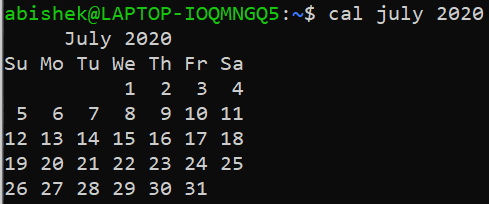 abishek@LAPTOP-IOQMNGQ5:~$ cal july 2020
     July 2020
Su Mo Tu We Th Fr Sa
          1  2  3  4
 5  6  7  8  9 10 11
12 13 14 15 16 17 18
19 20 21 22 23 24 25
26 27 28 29 30 31